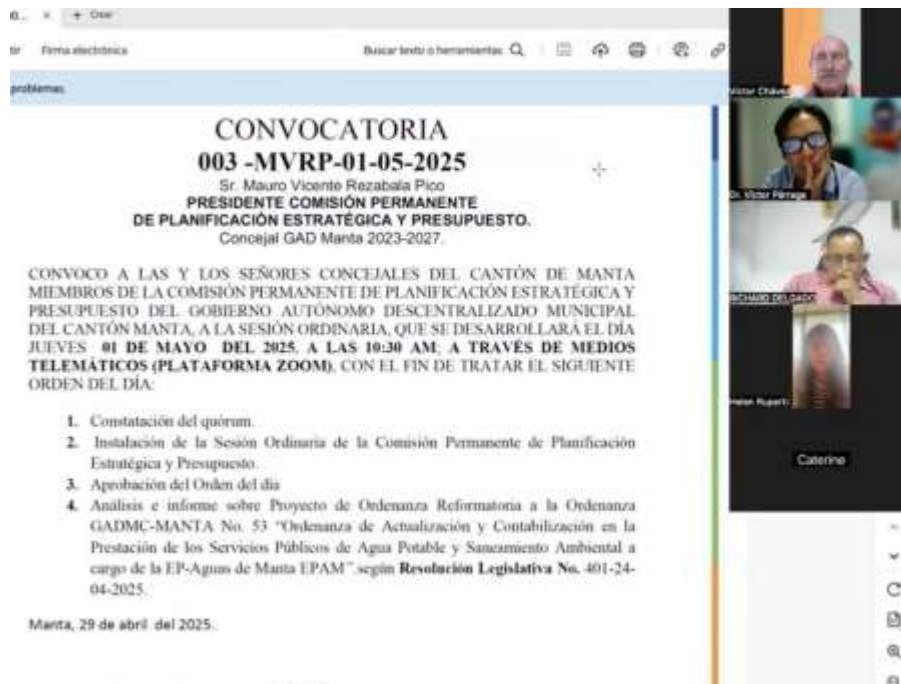 + Crear
Firma electrónica
Buscar texto o herramientas
problemas.
CONVOCATORIA
003 -MVRP-01-05-2025
Sr. Mauro Vicente Rezabala Pico
PRESIDENTE COMISIÓN PERMANENTE
DE PLANIFICACIÓN ESTRATÉGICA Y PRESUPUESTO.
Concejal GAD Manta 2023-2027.
CONVOCO A LAS Y LOS SEÑORES CONCEJALES DEL CANTÓN DE MANTA
MIEMBROS DE LA COMISIÓN PERMANENTE DE PLANIFICACIÓN ESTRATÉGICA Y
PRESUPUESTO DEL GOBIERNO AUTÓNOMO DESCENTRALIZADO MUNICIPAL
DEL CANTÓN MANTA, A LA SESIÓN ORDINARIA, QUE SE DESARROLLARÁ EL DÍA
JUEVES 01 DE MAYO DEL 2025, A LAS 10:30 AM; A TRAVÉS DE MEDIOS
TELEMÁTICOS (PLATAFORMA ZOOM), CON EL FIN DE TRATAR EL SIGUIENTE
ORDEN DEL DÍA:
1. Constatación del quórum.
2. Instalación de la Sesión Ordinaria de la Comisión Permanente de Planificación
Estratégica y Presupuesto.
3. Aprobación del Orden del día
4. Análisis e informe sobre Proyecto de Ordenanza Reformatoria a la Ordenanza
GADMC-MANTA No. 53 "Ordenanza de Actualización y Contabilización en la
Prestación de los Servicios Públicos de Agua Potable y Saneamiento Ambiental a
cargo de la EP-Aguas de Manta EPAM".según Resolución Legislativa No. 401-24-
04-2025.
Manta, 29 de abril del 2025.
Victor Chávez
Dr. Victor Párraga
RICHARD DELGADO
Helen Ruperti
Caterine